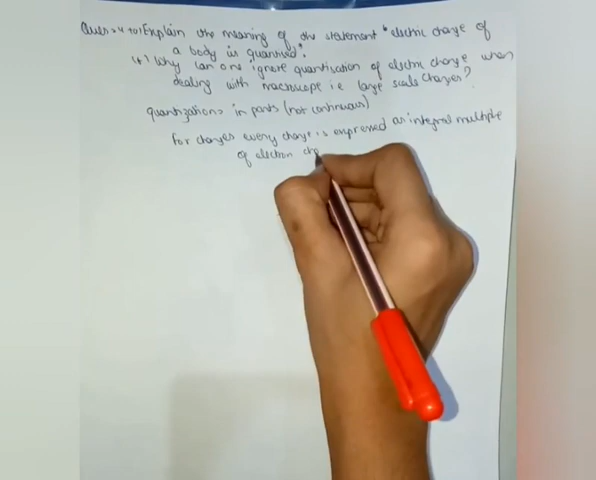 Ques > 4 (a) Explain the meaning of the statement "electric charge of
a body is quantised".
(b) Why can one ignore quantisation of electric charge when
dealing with macroscopic i.e large scale charges?
quantization > in parts (not continuous)
For charges every charge is expressed as integral multiple
of electron cha